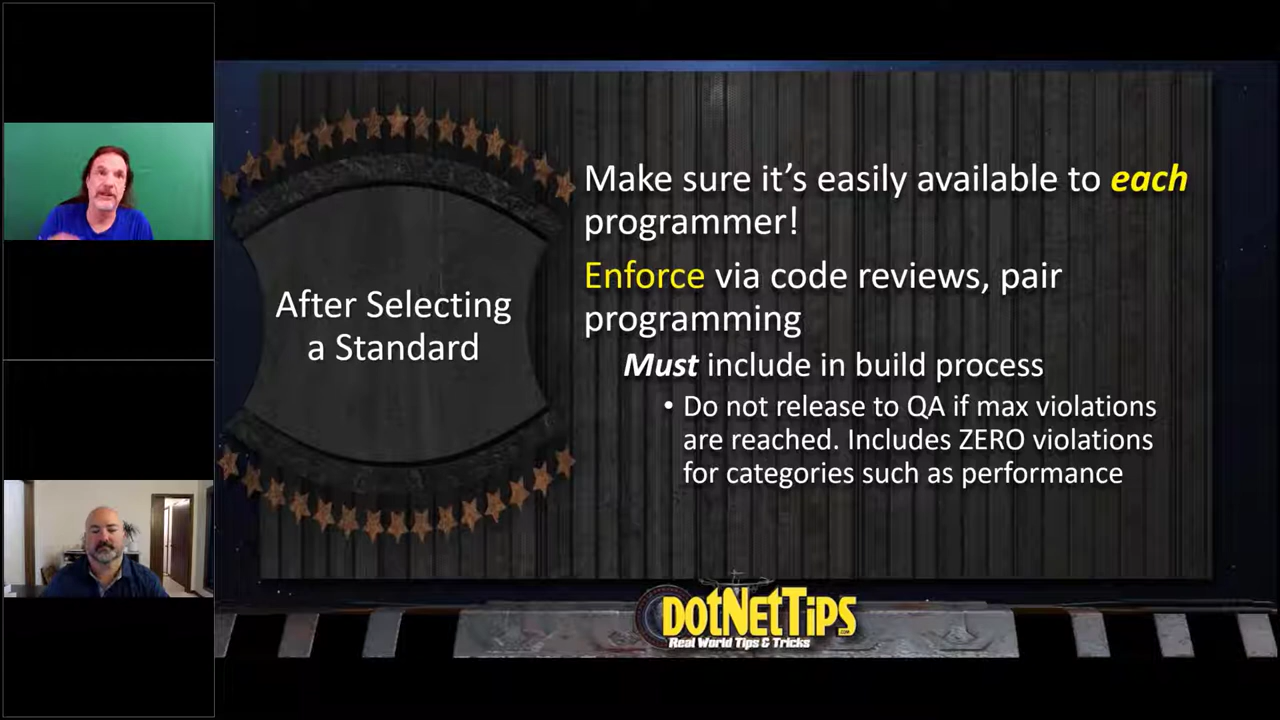 After Selecting
a Standard
Make sure it's easily available to each
programmer!
Enforce via code reviews, pair
programming
Must include in build process
• Do not release to QA if max violations
are reached. Includes ZERO violations
for categories such as performance
DOTNETTIPS
Real World Tips & Tricks